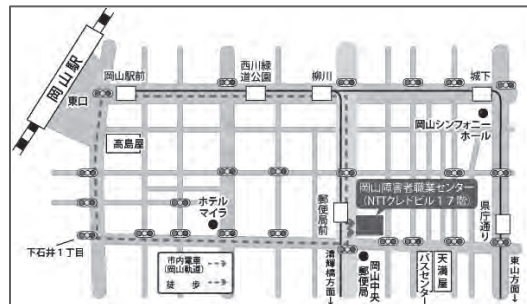 岡山駅
東口
岡山駅前
西川緑
道公園
柳川
城下
岡山シンフォニー
ホール
高島屋
岡山障害者職業センター
(NTTクレドビル17階)
ホテル
マイラ
郵便局前
県庁通り
下石井1丁目
市内電車
(岡山軌道)
徒歩
清輝橋方面↓
岡山中央
郵便局
天満屋
バスセンター
東山方面↓